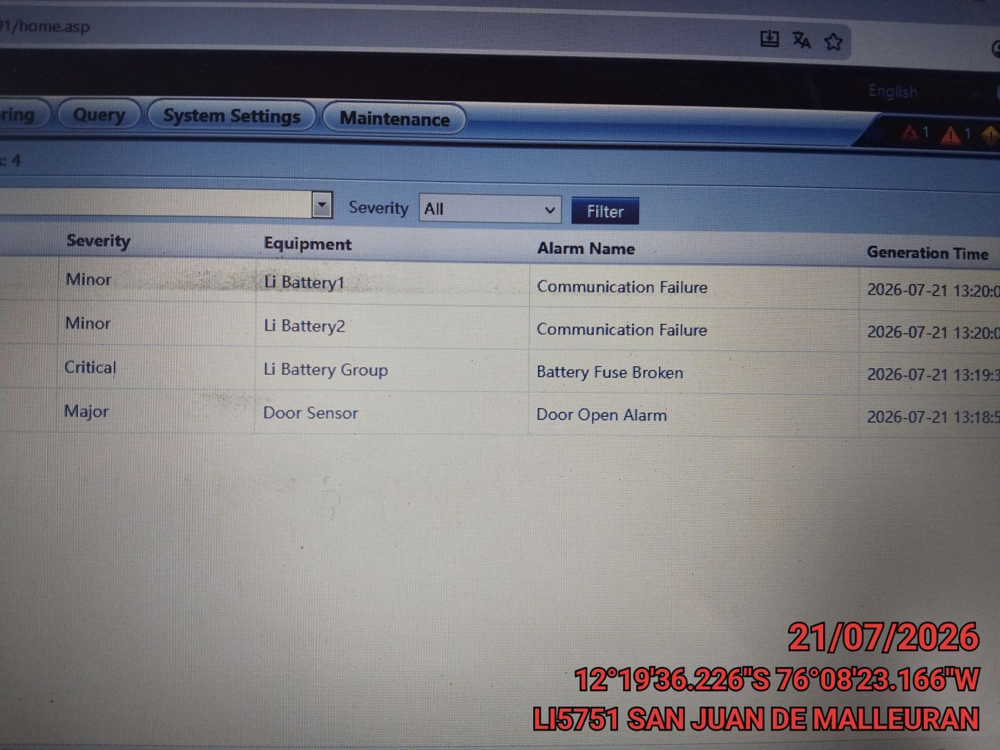 91/home.asp
English
ring Query System Settings Maintenance
1 1
s: 4
Severity All Filter
Severity Equipment Alarm Name Generation Time
Minor Li Battery1 Communication Failure 2026-07-21 13:20:0
Minor Li Battery2 Communication Failure 2026-07-21 13:20:0
Critical Li Battery Group Battery Fuse Broken 2026-07-21 13:19:3
Major Door Sensor Door Open Alarm 2026-07-21 13:18:5
21/07/2026
12°19'36.226"S 76°08'23.166"W
LI5751 SAN JUAN DE MALLEURAN